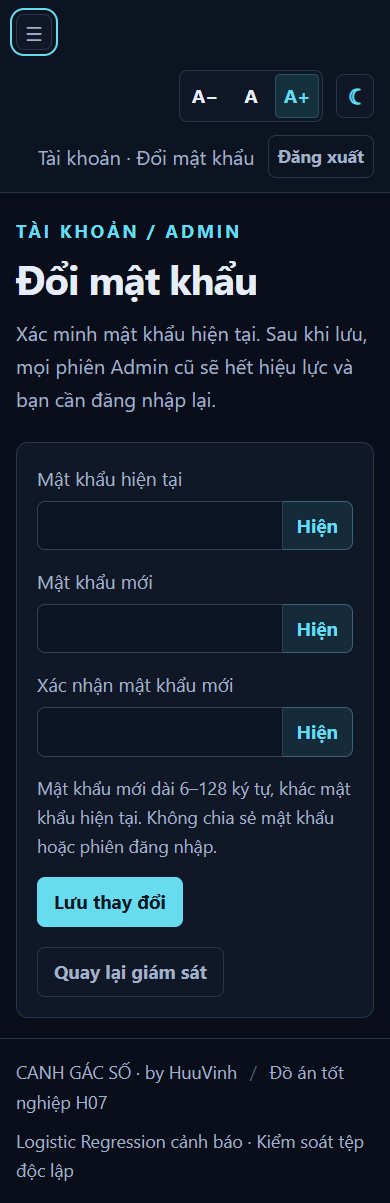 ☰
A− A A+ ☾
Tài khoản · Đổi mật khẩu Đăng xuất
TÀI KHOẢN / ADMIN
Đổi mật khẩu
Xác minh mật khẩu hiện tại. Sau khi lưu,
mọi phiên Admin cũ sẽ hết hiệu lực và
bạn cần đăng nhập lại.
Mật khẩu hiện tại
Hiện
Mật khẩu mới
Hiện
Xác nhận mật khẩu mới
Hiện
Mật khẩu mới dài 6–128 ký tự, khác mật
khẩu hiện tại. Không chia sẻ mật khẩu
hoặc phiên đăng nhập.
Lưu thay đổi
Quay lại giám sát
CANH GÁC SỐ · by HuuVinh / Đồ án tốt
nghiệp H07
Logistic Regression cảnh báo · Kiểm soát tệp
độc lập